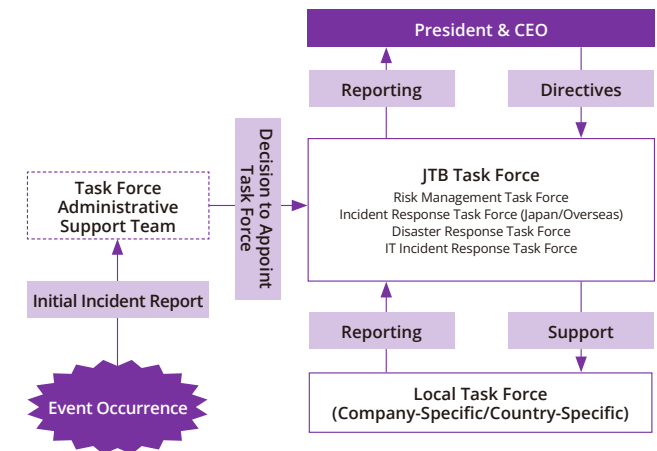 President & CEO
Reporting
Directives
Decision to Appoint
Task Force
JTB Task Force
Risk Management Task Force
Incident Response Task Force (Japan/Overseas)
Disaster Response Task Force
IT Incident Response Task Force
Task Force
Administrative
Support Team
Initial Incident Report
Reporting
Support
Event Occurrence
Local Task Force
(Company-Specific/Country-Specific)